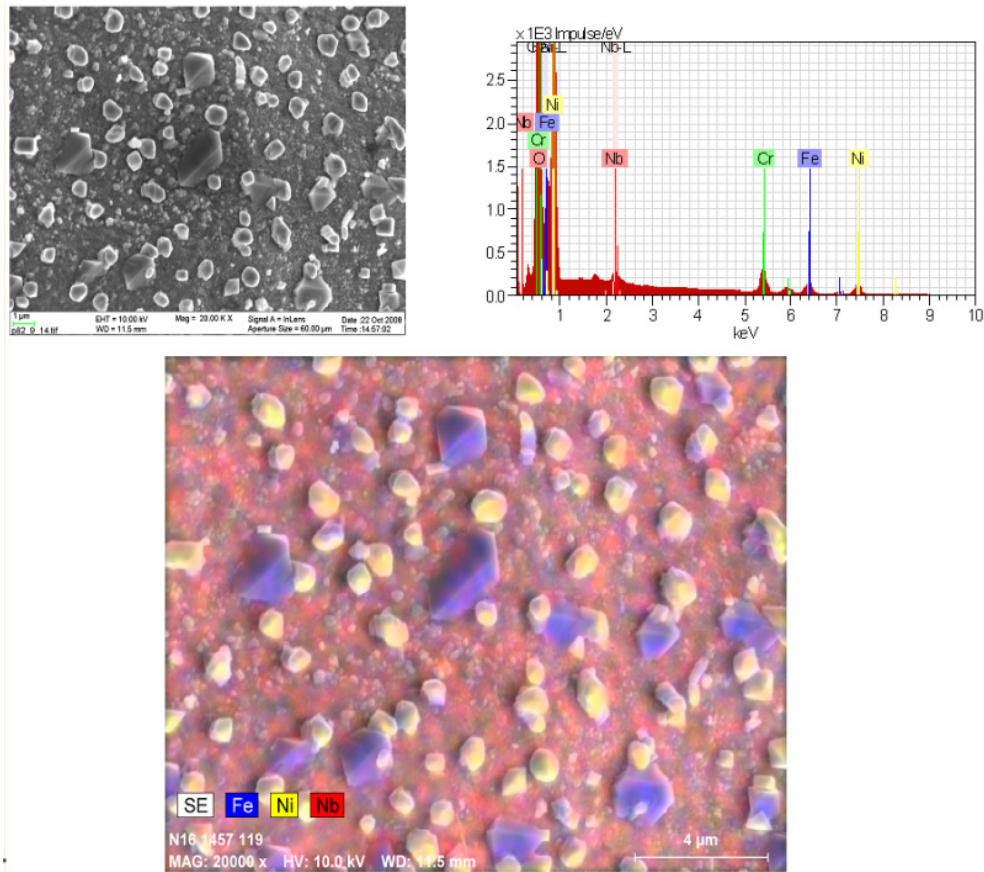 1 µm
p82_9_14.tif
EHT = 10.00 kV
WD = 11.5 mm
Mag = 20.00 K X
Signal A = InLens
Aperture Size = 60.00 µm
Date :22 Oct 2008
Time :14:57:02
x 1E3 Impulse/eV
Nb-L
2.5
2.0
1.5
1.0
0.5
0.0
Ni
Nb Fe
Cr
O Nb Cr Fe Ni
1 2 3 4 5 6 7 8 9 10
keV
SE Fe Ni Nb
N16 1457 119
MAG: 20000 x HV: 10.0 kV WD: 11.5 mm
4 µm